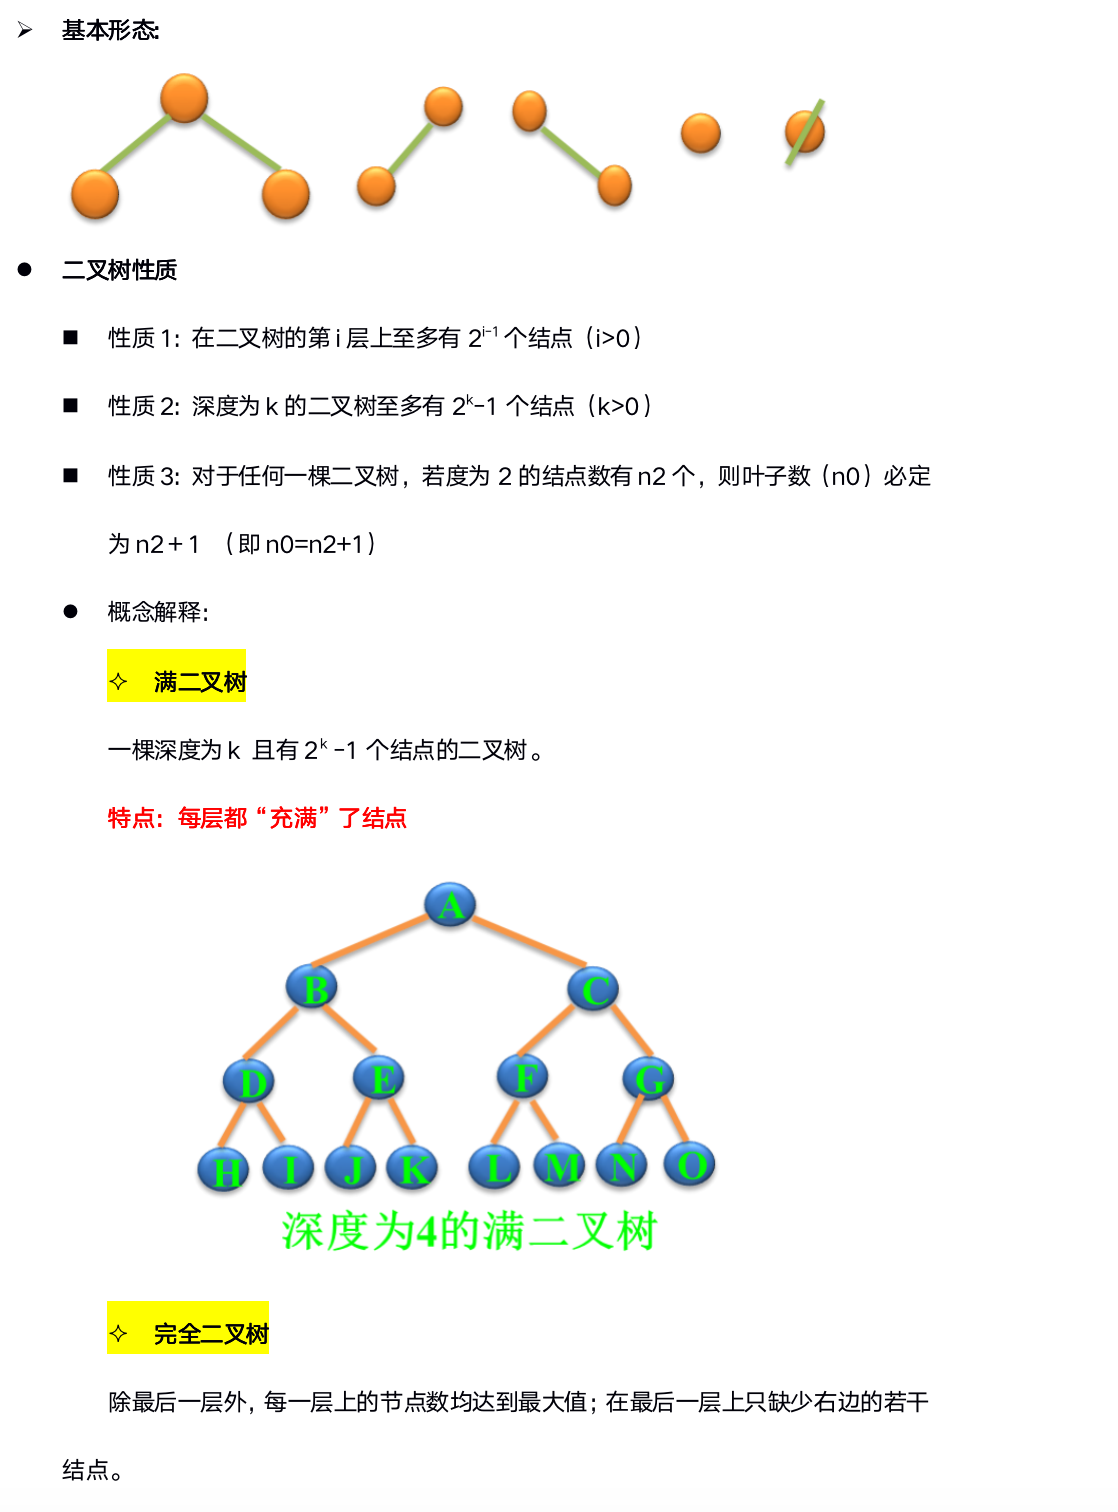 ➢ 基本形态:
● 二叉树性质
■ 性质 1: 在二叉树的第 i 层上至多有 2^{i-1} 个结点（i>0）
■ 性质 2: 深度为 k 的二叉树至多有 2^{k}-1 个结点（k>0）
■ 性质 3: 对于任何一棵二叉树，若度为 2 的结点数有 n2 个，则叶子数（n0）必定
为 n2＋1 （即 n0=n2+1）
● 概念解释:
✧ 满二叉树
一棵深度为 k 且有 2^{k} -1 个结点的二叉树。
特点：每层都“充满”了结点
A
B C
D E F G
H I J K L M N O
深度为4的满二叉树
✧ 完全二叉树
除最后一层外，每一层上的节点数均达到最大值；在最后一层上只缺少右边的若干
结点。